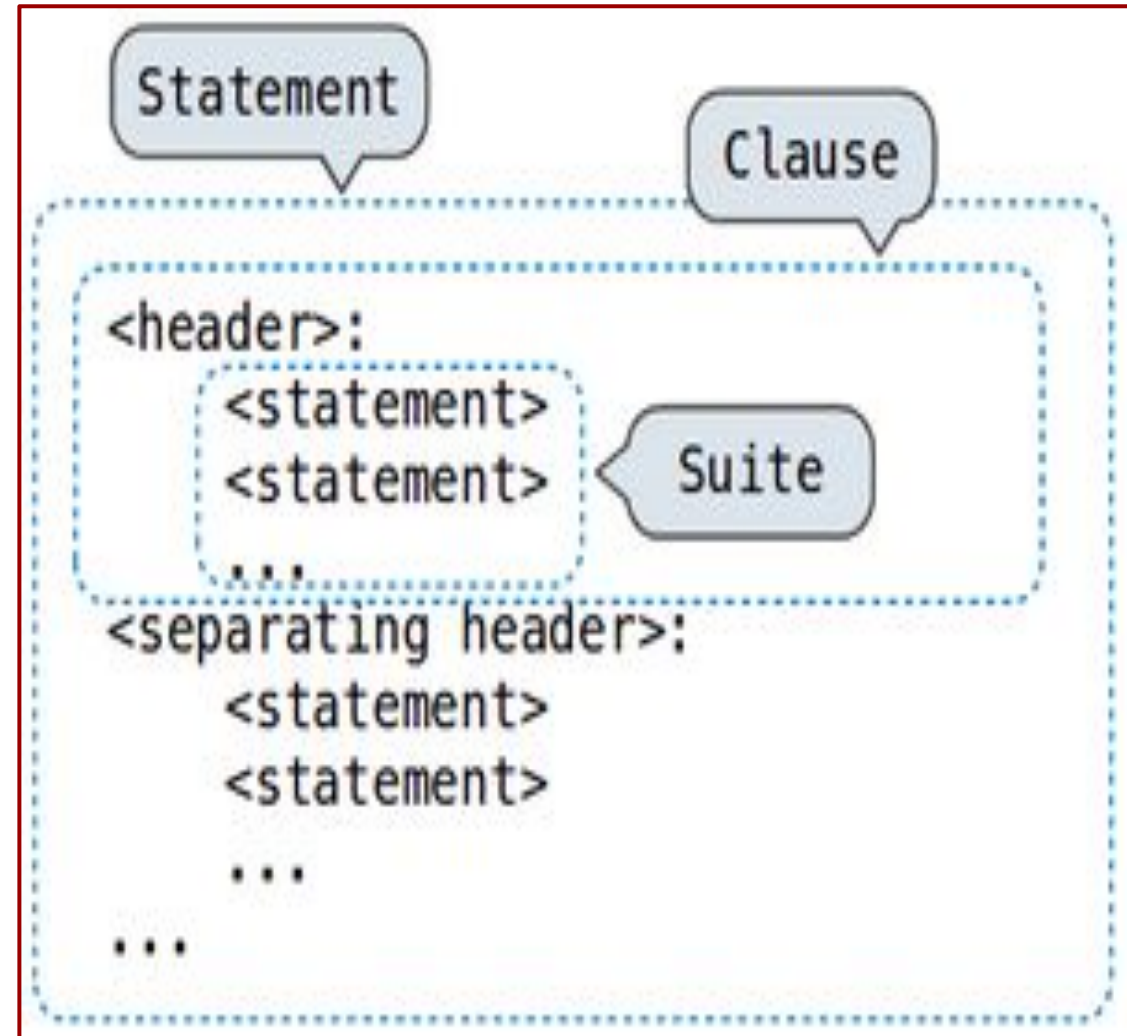 Statement
Clause
<header>:
<statement>
<statement>
Suite
...
<separating header>:
<statement>
<statement>
...
...